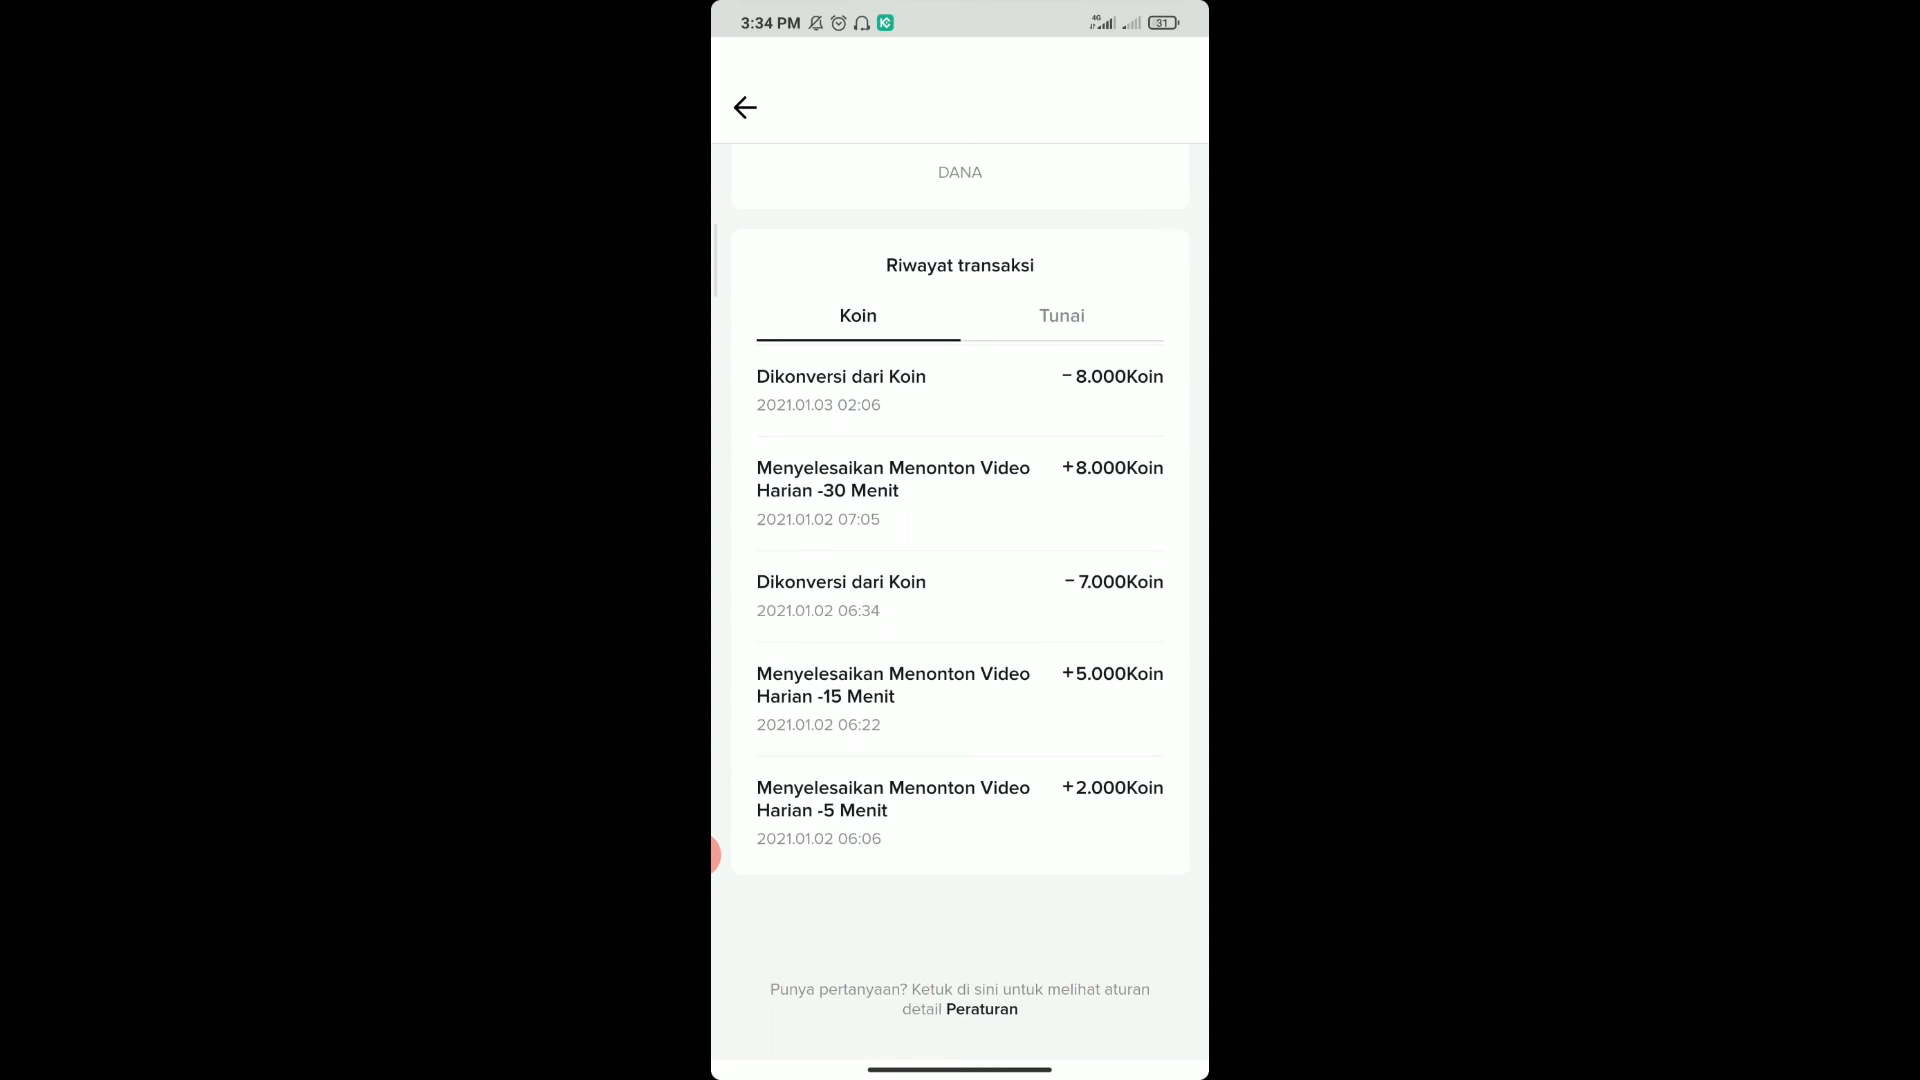 3:34 PM
4G
31
DANA
Riwayat transaksi
Koin Tunai
Dikonversi dari Koin - 8.000Koin
2021.01.03 02:06
Menyelesaikan Menonton Video +8.000Koin
Harian -30 Menit
2021.01.02 07:05
Dikonversi dari Koin - 7.000Koin
2021.01.02 06:34
Menyelesaikan Menonton Video +5.000Koin
Harian -15 Menit
2021.01.02 06:22
Menyelesaikan Menonton Video +2.000Koin
Harian -5 Menit
2021.01.02 06:06
Punya pertanyaan? Ketuk di sini untuk melihat aturan
detail Peraturan